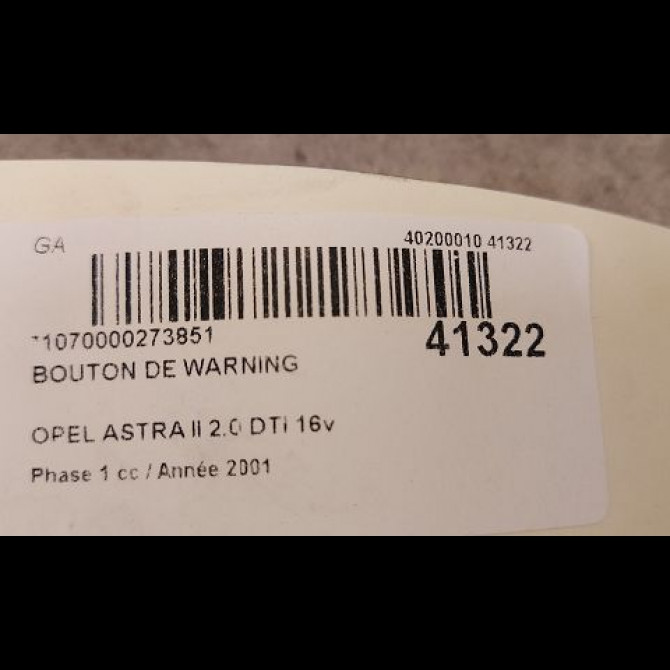 GA 40200010 41322
*1070000273851 41322
BOUTON DE WARNING
OPEL ASTRA II 2.0 DTI 16v
Phase 1 cc / Année 2001